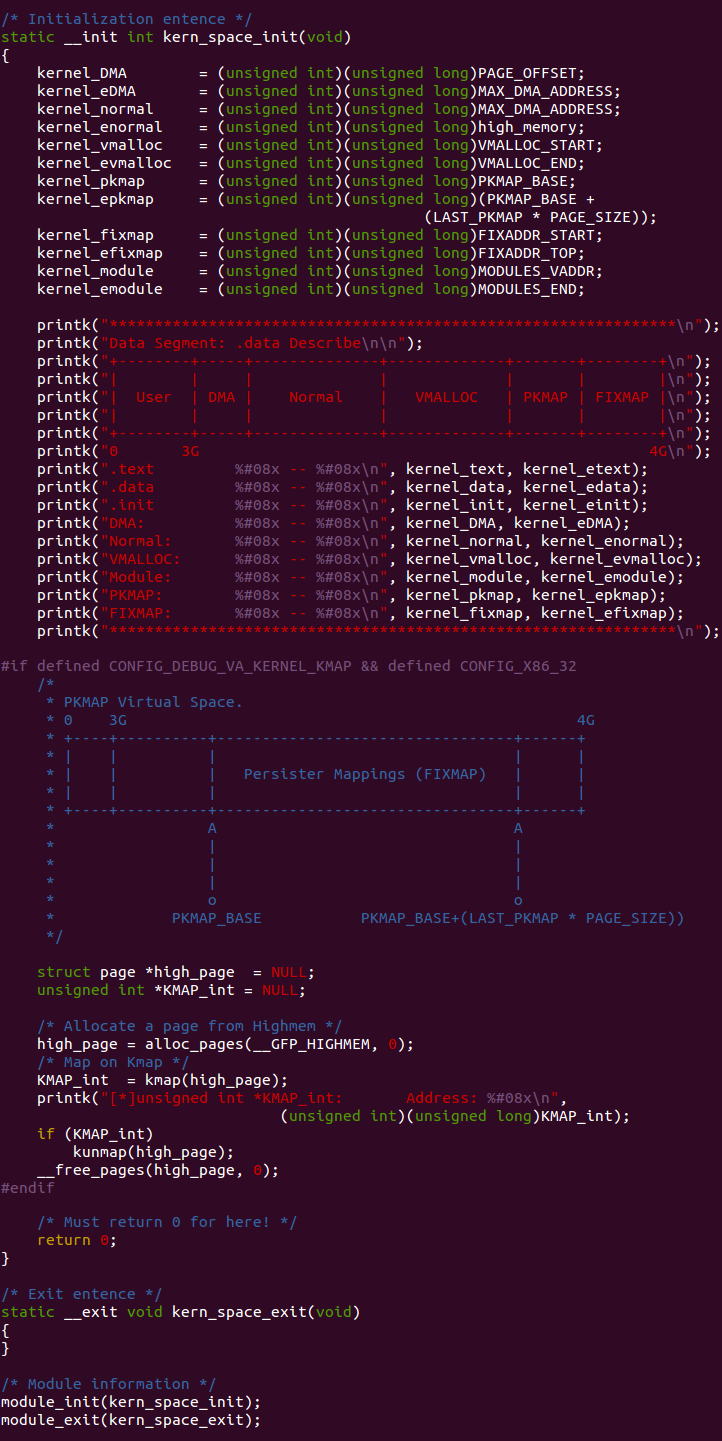 /* Initialization entence */
static __init int kern_space_init(void)
{
    kernel_DMA        = (unsigned int)(unsigned long)PAGE_OFFSET;
    kernel_eDMA       = (unsigned int)(unsigned long)MAX_DMA_ADDRESS;
    kernel_normal     = (unsigned int)(unsigned long)MAX_DMA_ADDRESS;
    kernel_enormal    = (unsigned int)(unsigned long)high_memory;
    kernel_vmalloc    = (unsigned int)(unsigned long)VMALLOC_START;
    kernel_evmalloc   = (unsigned int)(unsigned long)VMALLOC_END;
    kernel_pkmap      = (unsigned int)(unsigned long)PKMAP_BASE;
    kernel_epkmap     = (unsigned int)(unsigned long)(PKMAP_BASE +
                                               (LAST_PKMAP * PAGE_SIZE));
    kernel_fixmap     = (unsigned int)(unsigned long)FIXADDR_START;
    kernel_efixmap    = (unsigned int)(unsigned long)FIXADDR_TOP;
    kernel_module     = (unsigned int)(unsigned long)MODULES_VADDR;
    kernel_emodule    = (unsigned int)(unsigned long)MODULES_END;

    printk("***************************************************************\n");
    printk("Data Segment: .data Describe\n\n");
    printk("+--------+-----+--------------+-------------+-------+--------+\n");
    printk("|        |     |              |             |       |        |\n");
    printk("|  User  | DMA |    Normal    |   VMALLOC   | PKMAP | FIXMAP |\n");
    printk("|        |     |              |             |       |        |\n");
    printk("+--------+-----+--------------+-------------+-------+--------+\n");
    printk("0       3G                                                  4G\n");
    printk(".text         %#08x -- %#08x\n", kernel_text, kernel_etext);
    printk(".data         %#08x -- %#08x\n", kernel_data, kernel_edata);
    printk(".init         %#08x -- %#08x\n", kernel_init, kernel_einit);
    printk("DMA:          %#08x -- %#08x\n", kernel_DMA, kernel_eDMA);
    printk("Normal:       %#08x -- %#08x\n", kernel_normal, kernel_enormal);
    printk("VMALLOC:      %#08x -- %#08x\n", kernel_vmalloc, kernel_evmalloc);
    printk("Module:       %#08x -- %#08x\n", kernel_module, kernel_emodule);
    printk("PKMAP:        %#08x -- %#08x\n", kernel_pkmap, kernel_epkmap);
    printk("FIXMAP:       %#08x -- %#08x\n", kernel_fixmap, kernel_efixmap);
    printk("***************************************************************\n");

#if defined CONFIG_DEBUG_VA_KERNEL_KMAP && defined CONFIG_X86_32
    /*
     * PKMAP Virtual Space.
     * 0    3G                                                  4G
     * +----+----------+---------------------------------+------+
     * |    |          |                                 |      |
     * |    |          |   Persister Mappings (FIXMAP)   |      |
     * |    |          |                                 |      |
     * +----+----------+---------------------------------+------+
     *                 A                                 A
     *                 |                                 |
     *                 |                                 |
     *                 |                                 |
     *                 o                                 o
     *             PKMAP_BASE           PKMAP_BASE+(LAST_PKMAP * PAGE_SIZE))
     */

    struct page *high_page  = NULL;
    unsigned int *KMAP_int = NULL;

    /* Allocate a page from Highmem */
    high_page = alloc_pages(__GFP_HIGHMEM, 0);
    /* Map on Kmap */
    KMAP_int  = kmap(high_page);
    printk("[*]unsigned int *KMAP_int:       Address: %#08x\n",
                               (unsigned int)(unsigned long)KMAP_int);
    if (KMAP_int)
        kunmap(high_page);
    __free_pages(high_page, 0);
#endif

    /* Must return 0 for here! */
    return 0;
}

/* Exit entence */
static __exit void kern_space_exit(void)
{
}

/* Module information */
module_init(kern_space_init);
module_exit(kern_space_exit);